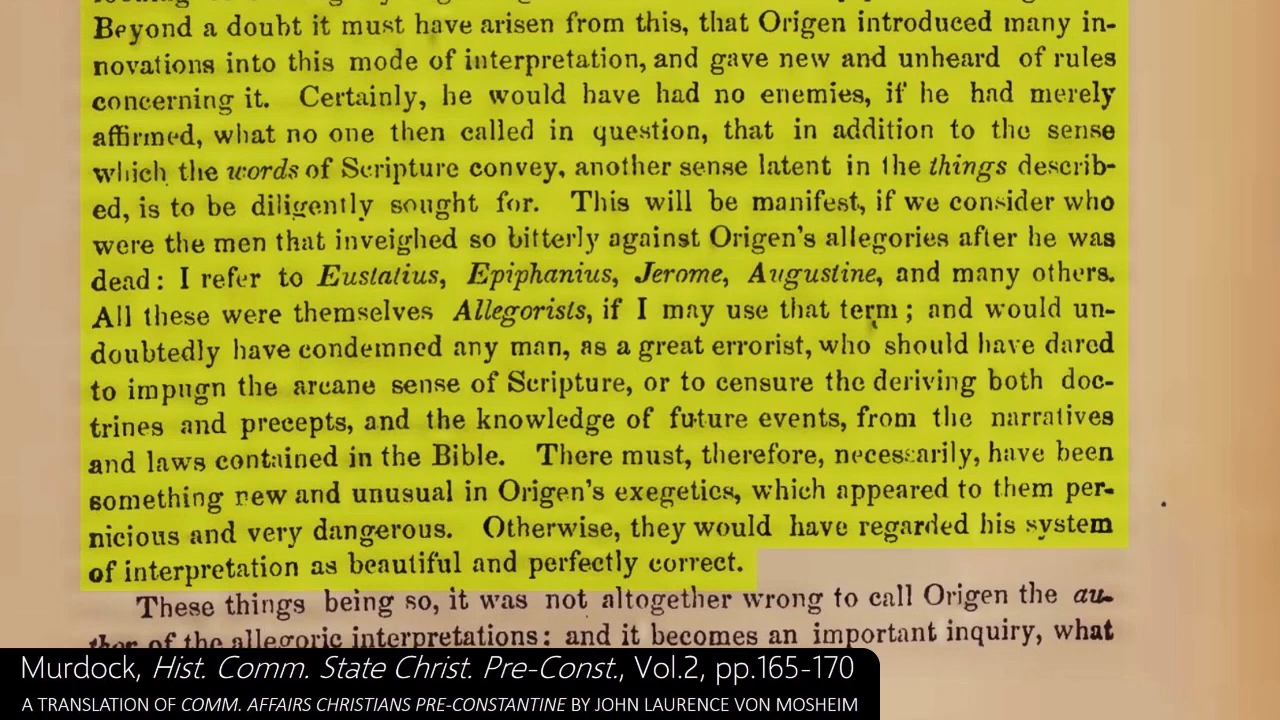 Beyond a doubt it must have arisen from this, that Origen introduced many in-
novations into this mode of interpretation, and gave new and unheard of rules
concerning it. Certainly, he would have had no enemies, if he had merely
affirmed, what no one then called in question, that in addition to the sense
which the words of Scripture convey, another sense latent in the things describ-
ed, is to be diligently sought for. This will be manifest, if we consider who
were the men that inveighed so bitterly against Origen's allegories after he was
dead: I refer to Eustatius, Epiphanius, Jerome, Augustine, and many others.
All these were themselves Allegorists, if I may use that term; and would un-
doubtedly have condemned any man, as a great errorist, who should have dared
to impugn the arcane sense of Scripture, or to censure the deriving both doc-
trines and precepts, and the knowledge of future events, from the narratives
and laws contained in the Bible. There must, therefore, necessarily, have been
something new and unusual in Origen's exegetics, which appeared to them per-
nicious and very dangerous. Otherwise, they would have regarded his system
of interpretation as beautiful and perfectly correct.
These things being so, it was not altogether wrong to call Origen the au-
thor of the allegoric interpretations: and it becomes an important inquiry, what
Murdock, Hist. Comm. State Christ. Pre-Const., Vol.2, pp.165-170
A TRANSLATION OF COMM. AFFAIRS CHRISTIANS PRE-CONSTANTINE BY JOHN LAURENCE VON MOSHEIM